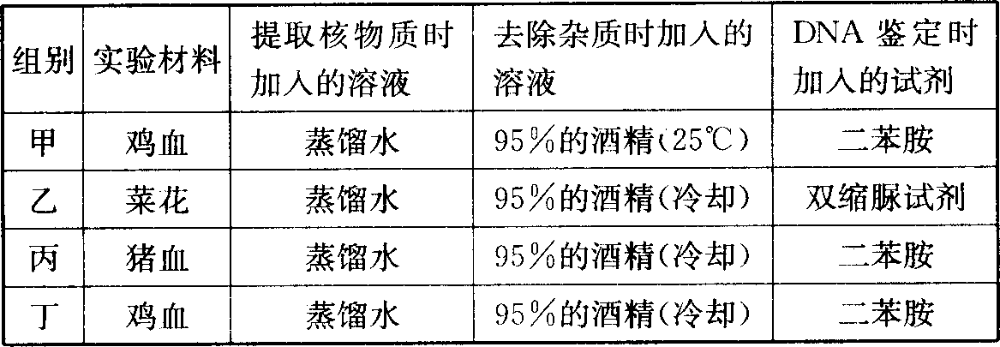 组别 实验材料 提取核物质时加入的溶液 去除杂质时加入的溶液 DNA 鉴定时加入的试剂
甲 鸡血 蒸馏水 95%的酒精(25℃) 二苯胺
乙 菜花 蒸馏水 95%的酒精(冷却) 双缩脲试剂
丙 猪血 蒸馏水 95%的酒精(冷却) 二苯胺
丁 鸡血 蒸馏水 95%的酒精(冷却) 二苯胺